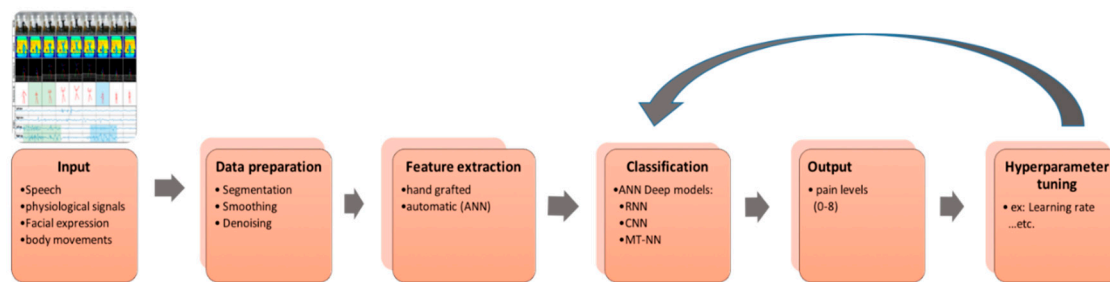 Input
•Speech
•physiological signals
•Facial expression
•body movements
Data preparation
• Segmentation
• Smoothing
• Denoising
Feature extraction
•hand grafted
•automatic (ANN)
Classification
•ANN Deep models:
•RNN
•CNN
•MT-NN
Output
• pain levels
(0-8)
Hyperparameter
tuning
• ex: Learning rate
...etc.